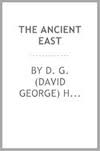 THE ANCIENT
EAST
BY D. G.
(DAVID
GEORGE) H...